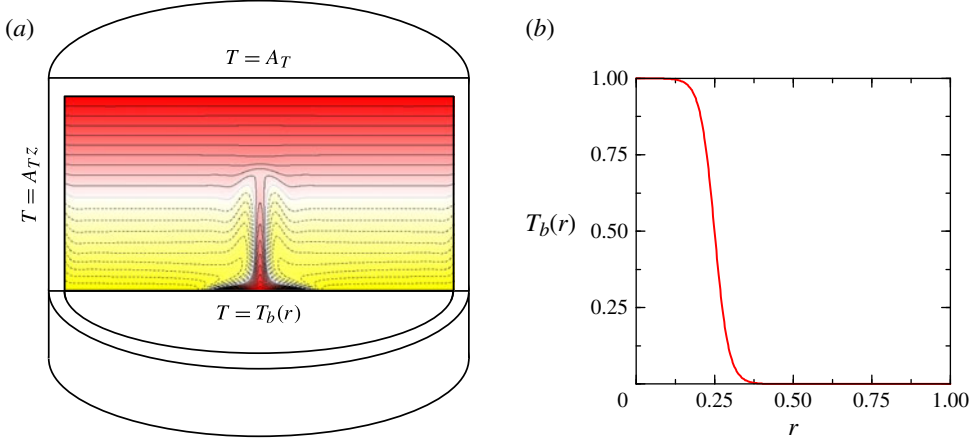 (a)
T = A_T
T = A_T z
T = T_b(r)
(b)
1.00
0.75
T_b(r) 0.50
0.25
0 0.25 0.50 0.75 1.00
r